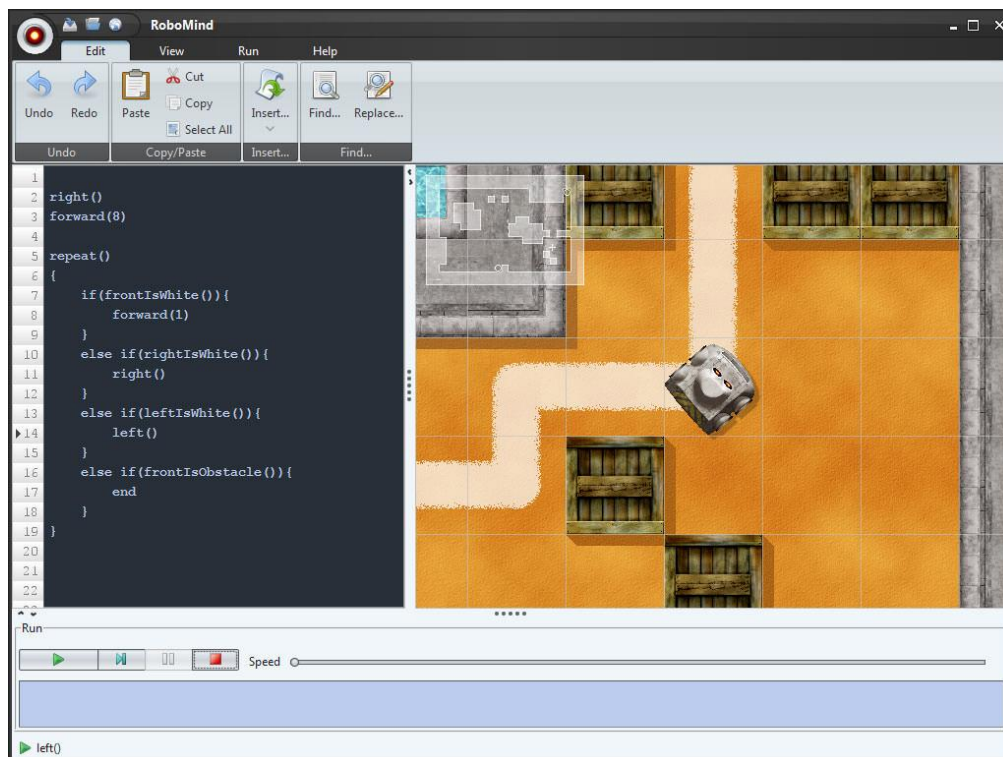 RoboMind
Edit View Run Help
Undo Redo Paste Cut Copy Select All Insert... Find... Replace...
Undo Copy/Paste Insert... Find...
1
2 right()
3 forward(8)
4
5 repeat()
6 {
7 if(frontIsWhite()){
8 forward(1)
9 }
10 else if(rightIsWhite()){
11 right()
12 }
13 else if(leftIsWhite()){
14 left()
15 }
16 else if(frontIsObstacle()){
17 end
18 }
19 }
20
21
22
Run
Speed
left()